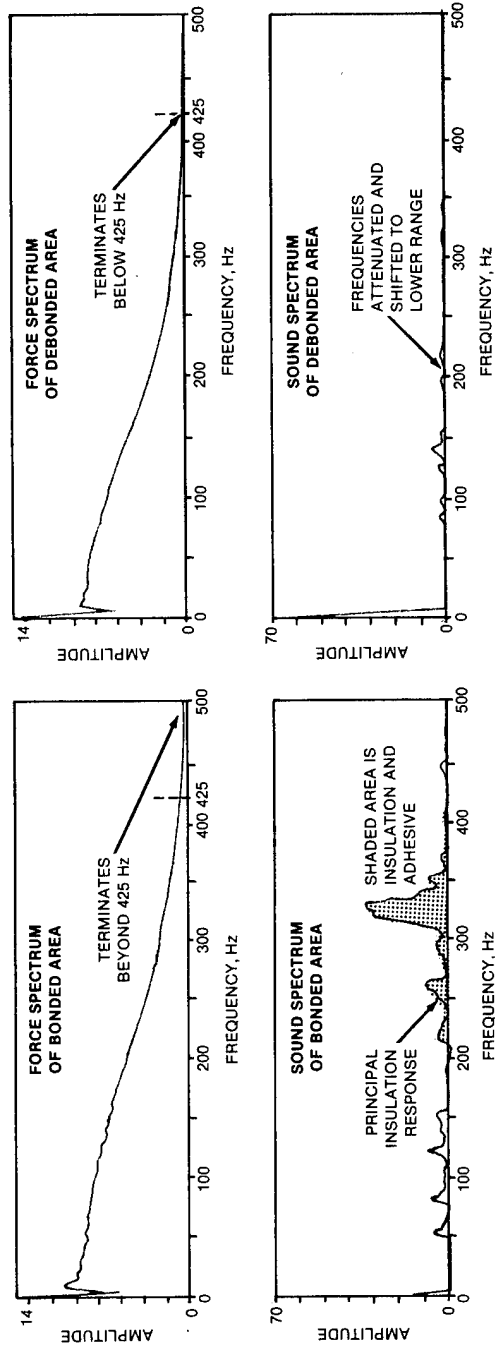 FORCE SPECTRUM
OF BONDED AREA
TERMINATES
BEYOND 425 Hz
14
0
AMPLITUDE
0 100 200 300 400 425 500
FREQUENCY, Hz
FORCE SPECTRUM
OF DEBONDED AREA
TERMINATES
BELOW 425 Hz
14
0
AMPLITUDE
0 100 200 300 400 425 500
FREQUENCY, Hz
SOUND SPECTRUM
OF BONDED AREA
PRINCIPAL
INSULATION
RESPONSE
SHADED AREA IS
INSULATION AND
ADHESIVE
70
0
AMPLITUDE
0 100 200 300 400 500
FREQUENCY, Hz
SOUND SPECTRUM
OF DEBONDED AREA
FREQUENCIES
ATTENUATED AND
SHIFTED TO
LOWER RANGE
70
0
AMPLITUDE
0 100 200 300 400 500
FREQUENCY, Hz